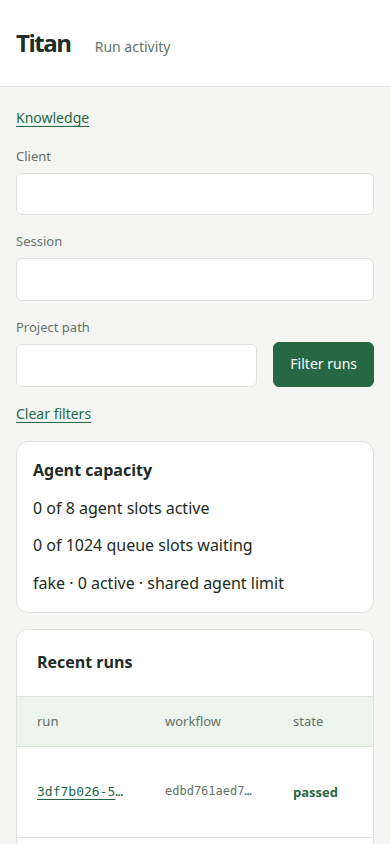 Titan Run activity
Knowledge
Client
Session
Project path
Filter runs
Clear filters
Agent capacity
0 of 8 agent slots active
0 of 1024 queue slots waiting
fake · 0 active · shared agent limit
Recent runs
run workflow state
3df7b026-5… edbd761aed7… passed